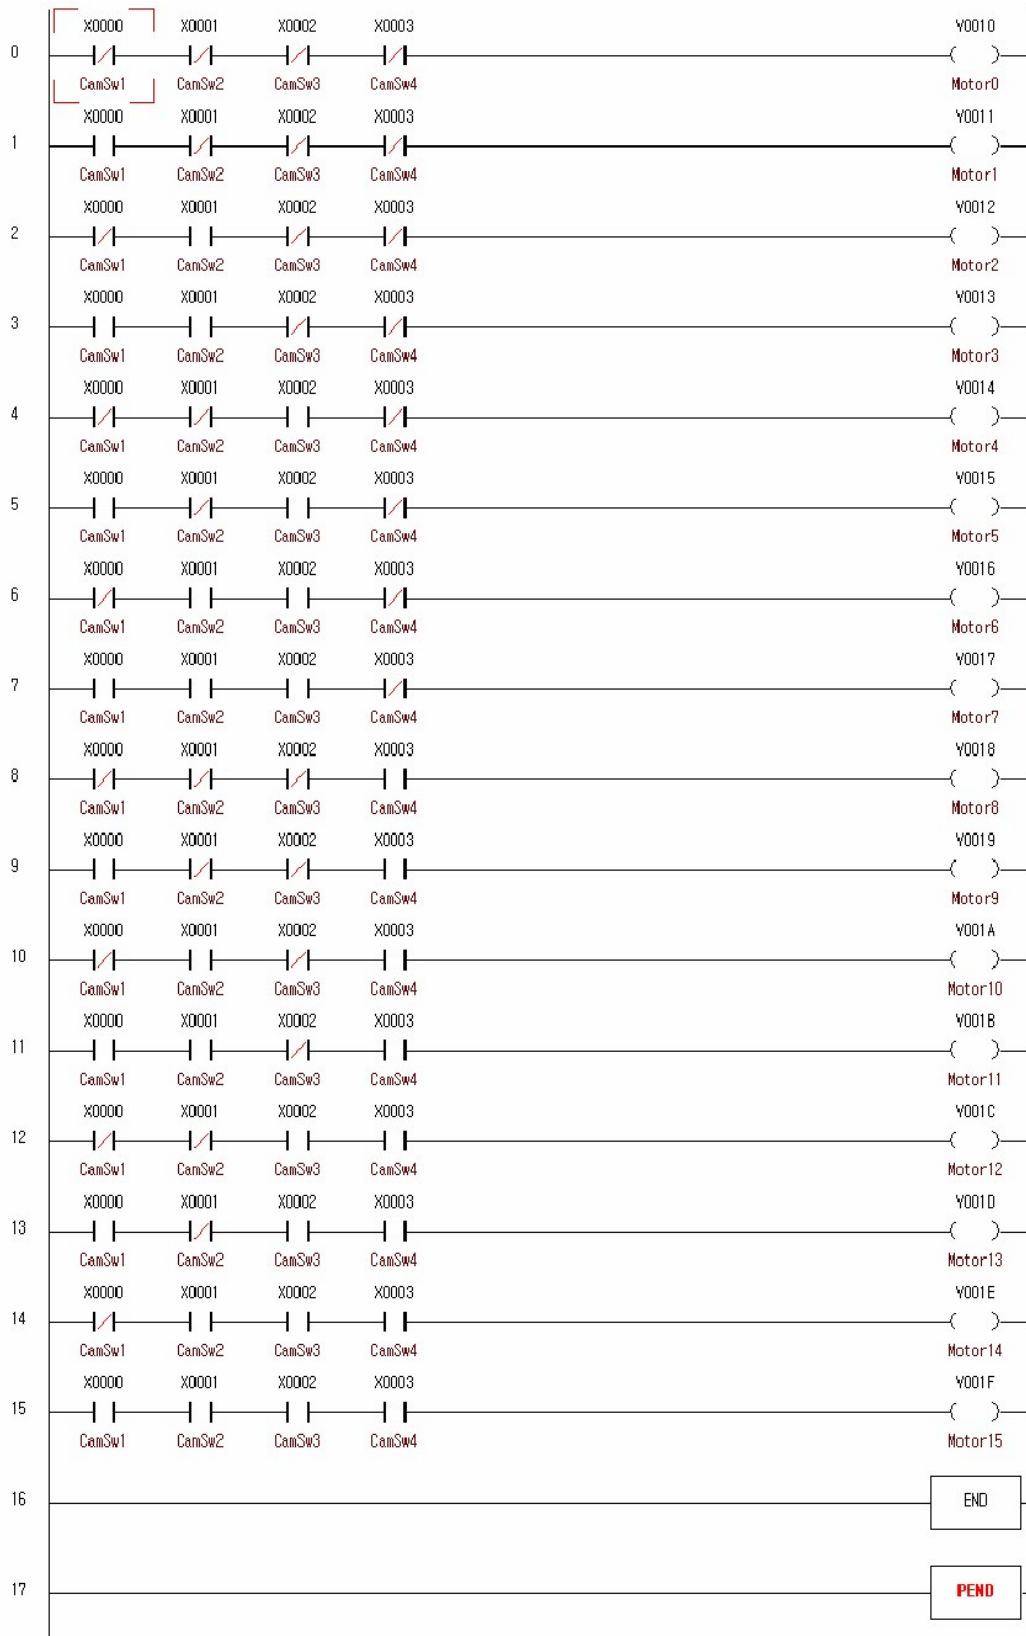 X0000 X0001 X0002 X0003 Y0010
0
CamSw1 CamSw2 CamSw3 CamSw4 Motor0
X0000 X0001 X0002 X0003 Y0011
1
CamSw1 CamSw2 CamSw3 CamSw4 Motor1
X0000 X0001 X0002 X0003 Y0012
2
CamSw1 CamSw2 CamSw3 CamSw4 Motor2
X0000 X0001 X0002 X0003 Y0013
3
CamSw1 CamSw2 CamSw3 CamSw4 Motor3
X0000 X0001 X0002 X0003 Y0014
4
CamSw1 CamSw2 CamSw3 CamSw4 Motor4
X0000 X0001 X0002 X0003 Y0015
5
CamSw1 CamSw2 CamSw3 CamSw4 Motor5
X0000 X0001 X0002 X0003 Y0016
6
CamSw1 CamSw2 CamSw3 CamSw4 Motor6
X0000 X0001 X0002 X0003 Y0017
7
CamSw1 CamSw2 CamSw3 CamSw4 Motor7
X0000 X0001 X0002 X0003 Y0018
8
CamSw1 CamSw2 CamSw3 CamSw4 Motor8
X0000 X0001 X0002 X0003 Y0019
9
CamSw1 CamSw2 CamSw3 CamSw4 Motor9
X0000 X0001 X0002 X0003 Y001A
10
CamSw1 CamSw2 CamSw3 CamSw4 Motor10
X0000 X0001 X0002 X0003 Y001B
11
CamSw1 CamSw2 CamSw3 CamSw4 Motor11
X0000 X0001 X0002 X0003 Y001C
12
CamSw1 CamSw2 CamSw3 CamSw4 Motor12
X0000 X0001 X0002 X0003 Y001D
13
CamSw1 CamSw2 CamSw3 CamSw4 Motor13
X0000 X0001 X0002 X0003 Y001E
14
CamSw1 CamSw2 CamSw3 CamSw4 Motor14
X0000 X0001 X0002 X0003 Y001F
15
CamSw1 CamSw2 CamSw3 CamSw4 Motor15
16 END
17 PEND